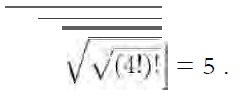 √√(4!)!⌋ = 5 .